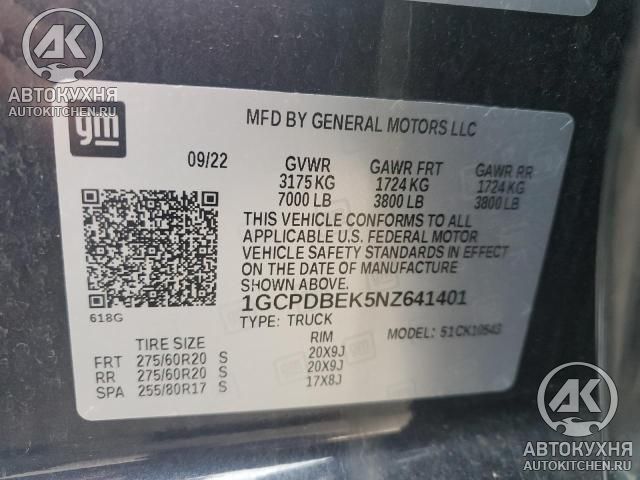 АВТОКУХНЯ
AUTOKITCHEN.RU
gm
MFD BY GENERAL MOTORS LLC
09/22 GVWR GAWR FRT GAWR RR
3175 KG 1724 KG 1724 KG
7000 LB 3800 LB 3800 LB
THIS VEHICLE CONFORMS TO ALL
APPLICABLE U.S. FEDERAL MOTOR
VEHICLE SAFETY STANDARDS IN EFFECT
ON THE DATE OF MANUFACTURE
SHOWN ABOVE.
618G 1GCPDBEK5NZ641401
TYPE: TRUCK MODEL: 51CK10543
TIRE SIZE RIM
FRT 275/60R20 S 20X9J
RR 275/60R20 S 20X9J
SPA 255/80R17 S 17X8J
АК
АВТОКУХНЯ
AUTOKITCHEN.RU